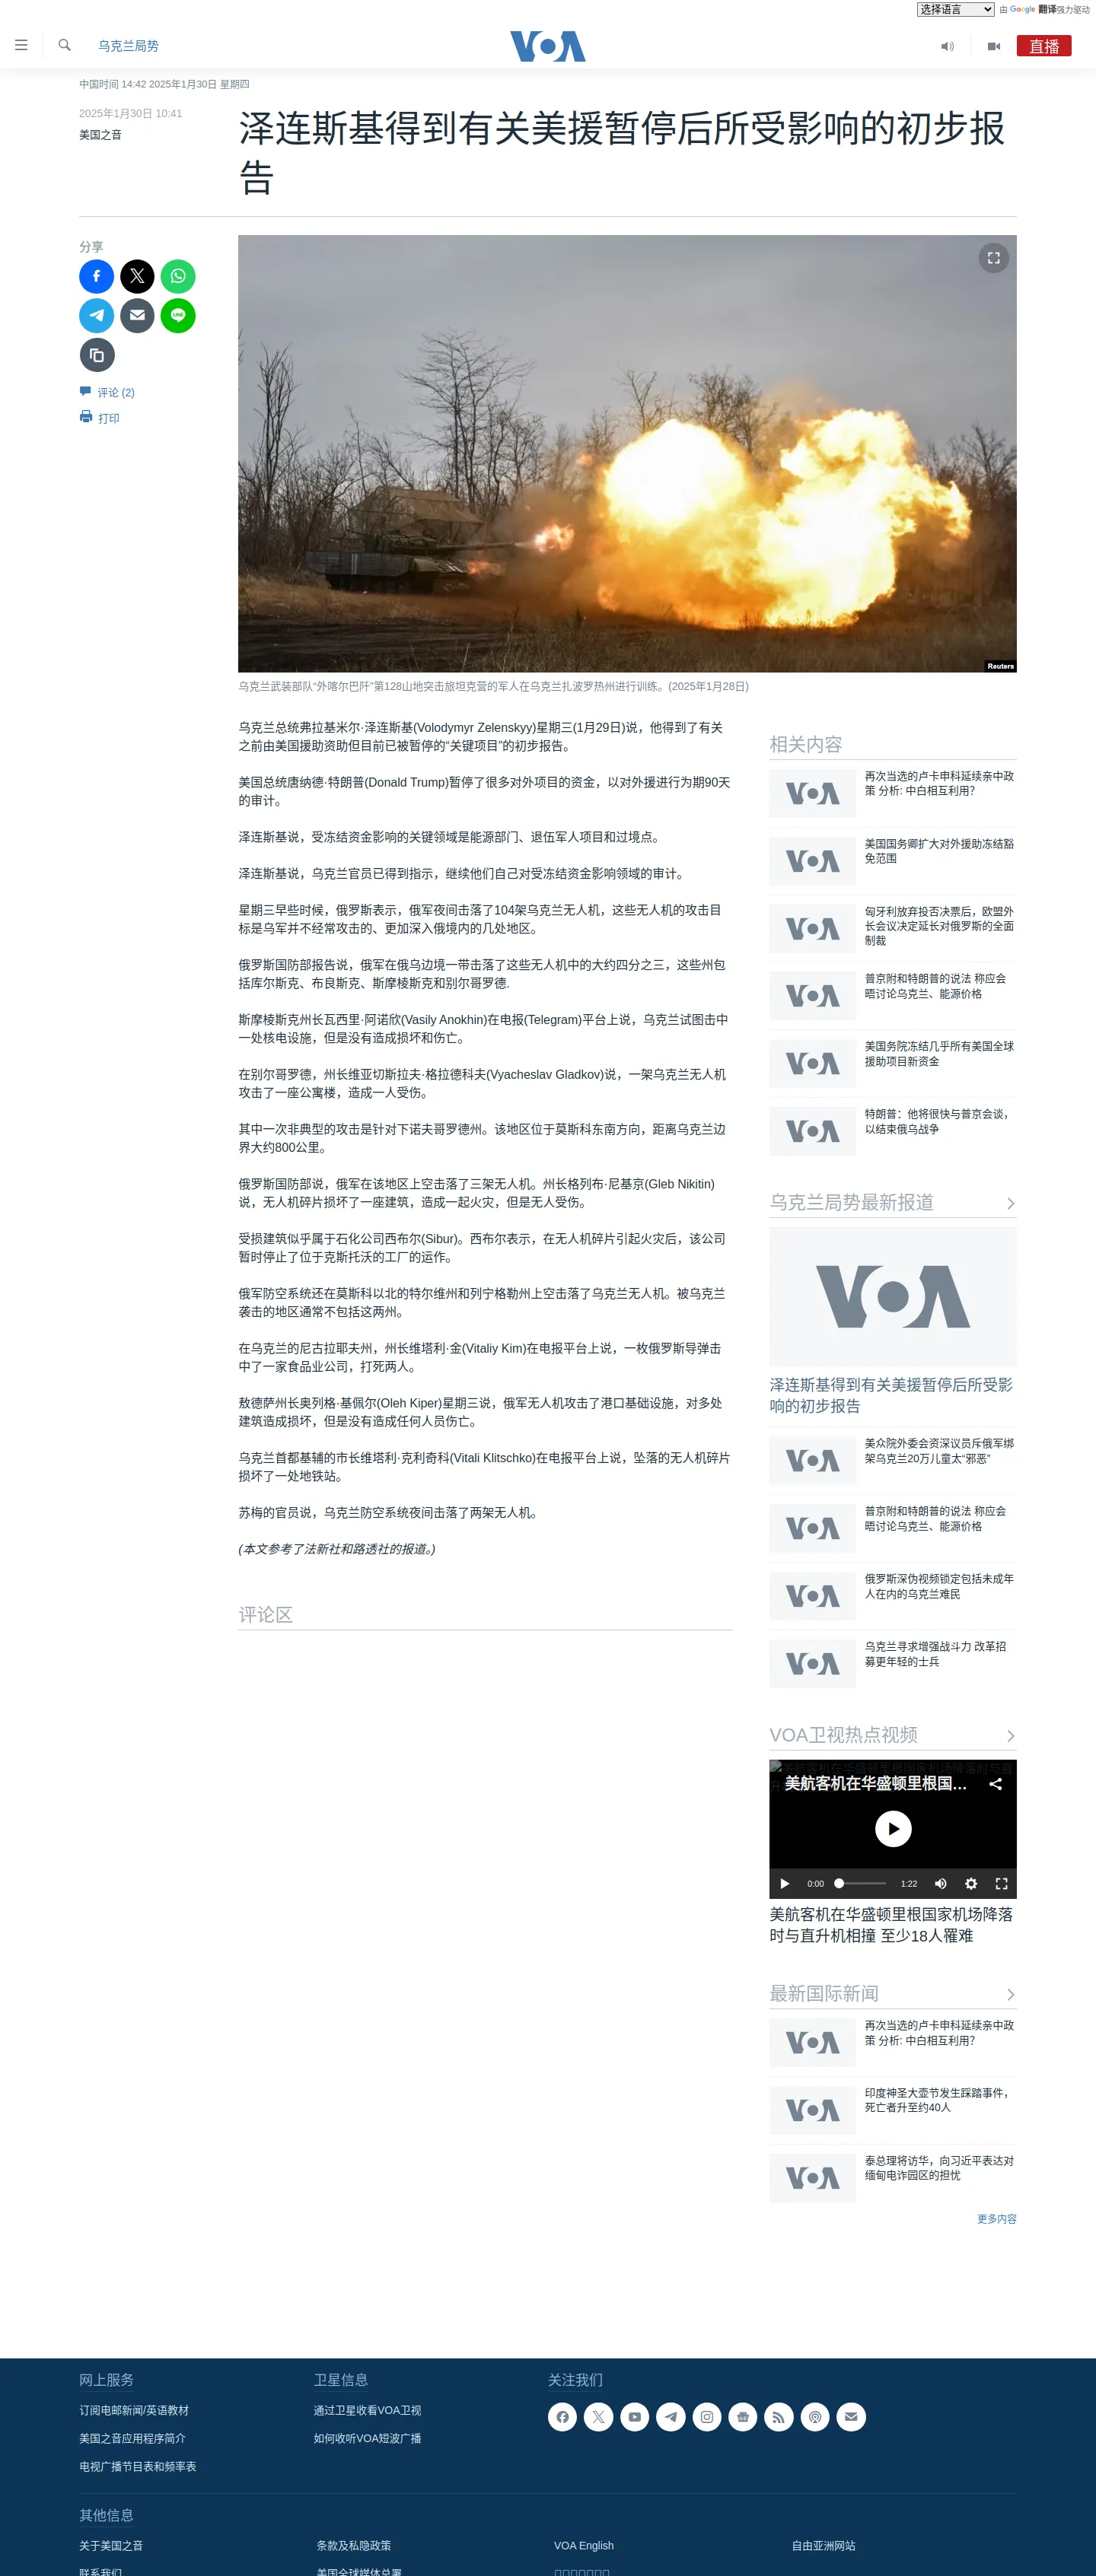 选择语言
由 Google 翻译强力驱动
乌克兰局势
VOA
直播
中国时间 14:42 2025年1月30日 星期四
2025年1月30日 10:41
美国之音
泽连斯基得到有关美援暂停后所受影响的初步报
告
分享
LINE
评论 (2)
打印
Reuters
乌克兰武装部队“外喀尔巴阡”第128山地突击旅坦克营的军人在乌克兰扎波罗热州进行训练。(2025年1月28日)
乌克兰总统弗拉基米尔·泽连斯基(Volodymyr Zelenskyy)星期三(1月29日)说，他得到了有关
之前由美国援助资助但目前已被暂停的“关键项目”的初步报告。
美国总统唐纳德·特朗普(Donald Trump)暂停了很多对外项目的资金，以对外援进行为期90天
的审计。
泽连斯基说，受冻结资金影响的关键领域是能源部门、退伍军人项目和过境点。
泽连斯基说，乌克兰官员已得到指示，继续他们自己对受冻结资金影响领域的审计。
星期三早些时候，俄罗斯表示，俄军夜间击落了104架乌克兰无人机，这些无人机的攻击目
标是乌军并不经常攻击的、更加深入俄境内的几处地区。
俄罗斯国防部报告说，俄军在俄乌边境一带击落了这些无人机中的大约四分之三，这些州包
括库尔斯克、布良斯克、斯摩棱斯克和别尔哥罗德.
斯摩棱斯克州长瓦西里·阿诺欣(Vasily Anokhin)在电报(Telegram)平台上说，乌克兰试图击中
一处核电设施，但是没有造成损坏和伤亡。
在别尔哥罗德，州长维亚切斯拉夫·格拉德科夫(Vyacheslav Gladkov)说，一架乌克兰无人机
攻击了一座公寓楼，造成一人受伤。
其中一次非典型的攻击是针对下诺夫哥罗德州。该地区位于莫斯科东南方向，距离乌克兰边
界大约800公里。
俄罗斯国防部说，俄军在该地区上空击落了三架无人机。州长格列布·尼基京(Gleb Nikitin)
说，无人机碎片损坏了一座建筑，造成一起火灾，但是无人受伤。
受损建筑似乎属于石化公司西布尔(Sibur)。西布尔表示，在无人机碎片引起火灾后，该公司
暂时停止了位于克斯托沃的工厂的运作。
俄军防空系统还在莫斯科以北的特尔维州和列宁格勒州上空击落了乌克兰无人机。被乌克兰
袭击的地区通常不包括这两州。
在乌克兰的尼古拉耶夫州，州长维塔利·金(Vitaliy Kim)在电报平台上说，一枚俄罗斯导弹击
中了一家食品业公司，打死两人。
敖德萨州长奥列格·基佩尔(Oleh Kiper)星期三说，俄军无人机攻击了港口基础设施，对多处
建筑造成损坏，但是没有造成任何人员伤亡。
乌克兰首都基辅的市长维塔利·克利奇科(Vitali Klitschko)在电报平台上说，坠落的无人机碎片
损坏了一处地铁站。
苏梅的官员说，乌克兰防空系统夜间击落了两架无人机。
(本文参考了法新社和路透社的报道。)
评论区
相关内容
VOA
再次当选的卢卡申科延续亲中政
策 分析: 中白相互利用?
VOA
美国国务卿扩大对外援助冻结豁
免范围
VOA
匈牙利放弃投否决票后，欧盟外
长会议决定延长对俄罗斯的全面
制裁
VOA
普京附和特朗普的说法 称应会
晤讨论乌克兰、能源价格
VOA
美国务院冻结几乎所有美国全球
援助项目新资金
VOA
特朗普：他将很快与普京会谈，
以结束俄乌战争
乌克兰局势最新报道
VOA
泽连斯基得到有关美援暂停后所受影
响的初步报告
VOA
美众院外委会资深议员斥俄军绑
架乌克兰20万儿童太“邪恶”
VOA
普京附和特朗普的说法 称应会
晤讨论乌克兰、能源价格
VOA
俄罗斯深伪视频锁定包括未成年
人在内的乌克兰难民
VOA
乌克兰寻求增强战斗力 改革招
募更年轻的士兵
VOA卫视热点视频
美航客机在华盛顿里根国...
0:00
1:22
美航客机在华盛顿里根国家机场降落
时与直升机相撞 至少18人罹难
最新国际新闻
VOA
再次当选的卢卡申科延续亲中政
策 分析: 中白相互利用?
VOA
印度神圣大壶节发生踩踏事件，
死亡者升至约40人
VOA
泰总理将访华，向习近平表达对
缅甸电诈园区的担忧
更多内容
网上服务
卫星信息
关注我们
订阅电邮新闻/英语教材
通过卫星收看VOA卫视
美国之音应用程序简介
如何收听VOA短波广播
电视广播节目表和频率表
其他信息
关于美国之音
条款及私隐政策
VOA English
自由亚洲网站
联系我们
美国全球媒体总署